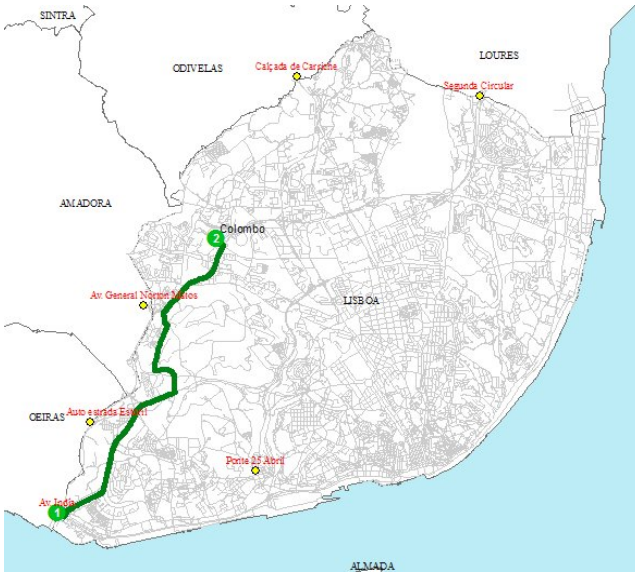 SINTRA
ODIVELAS
Calçada de Carriche
LOURES
Segunda Circular
AMADORA
2
Colombo
Av. General Norton Matos
LISBOA
OEIRAS
Auto estrada Estoril
Ponte 25 Abril
Av. India
1
ALMADA